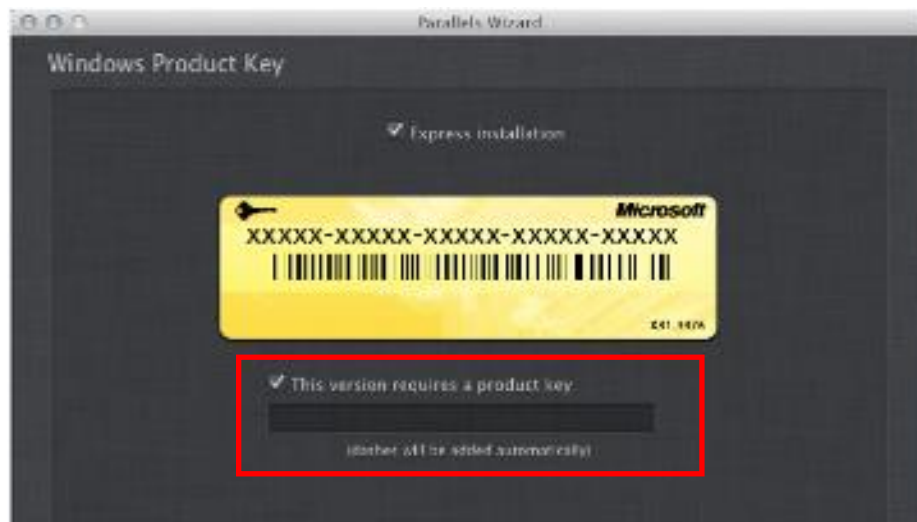 Parallels Wizard
Windows Product Key
Express installation
Microsoft
XXXXX-XXXXX-XXXXX-XXXXX-XXXXX
This version requires a product key
(dashes will be added automatically)